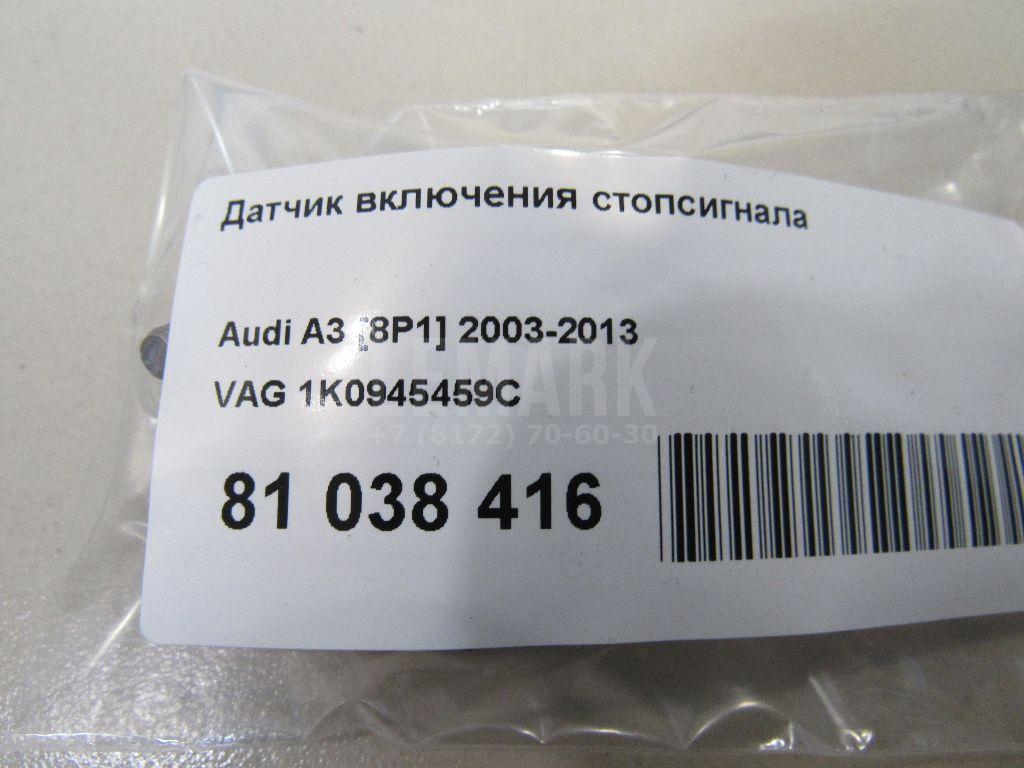 Датчик включения стопсигнала
Audi A3 [8P1] 2003-2013
VAG 1K0945459C
+7 (8172) 70-60-30
81 038 416